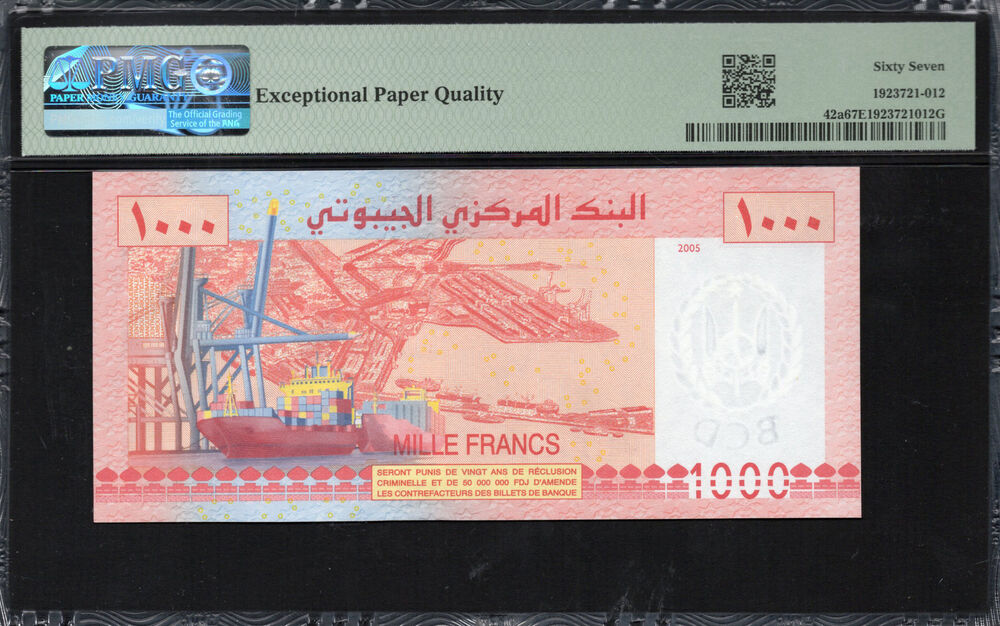 PMG
PAPER MONEY GUARANTY
The Official Grading
Service of the ANA
Exceptional Paper Quality
Sixty Seven
1923721-012
42a67E1923721012G
١٠٠٠
البنك المركزي الجيبوتي
١٠٠٠
2005
BCD
MILLE FRANCS
SERONT PUNIS DE VINGT ANS DE RÉCLUSION
CRIMINELLE ET DE 50 000 000 FDJ D'AMENDE
LES CONTREFACTEURS DES BILLETS DE BANQUE
1000